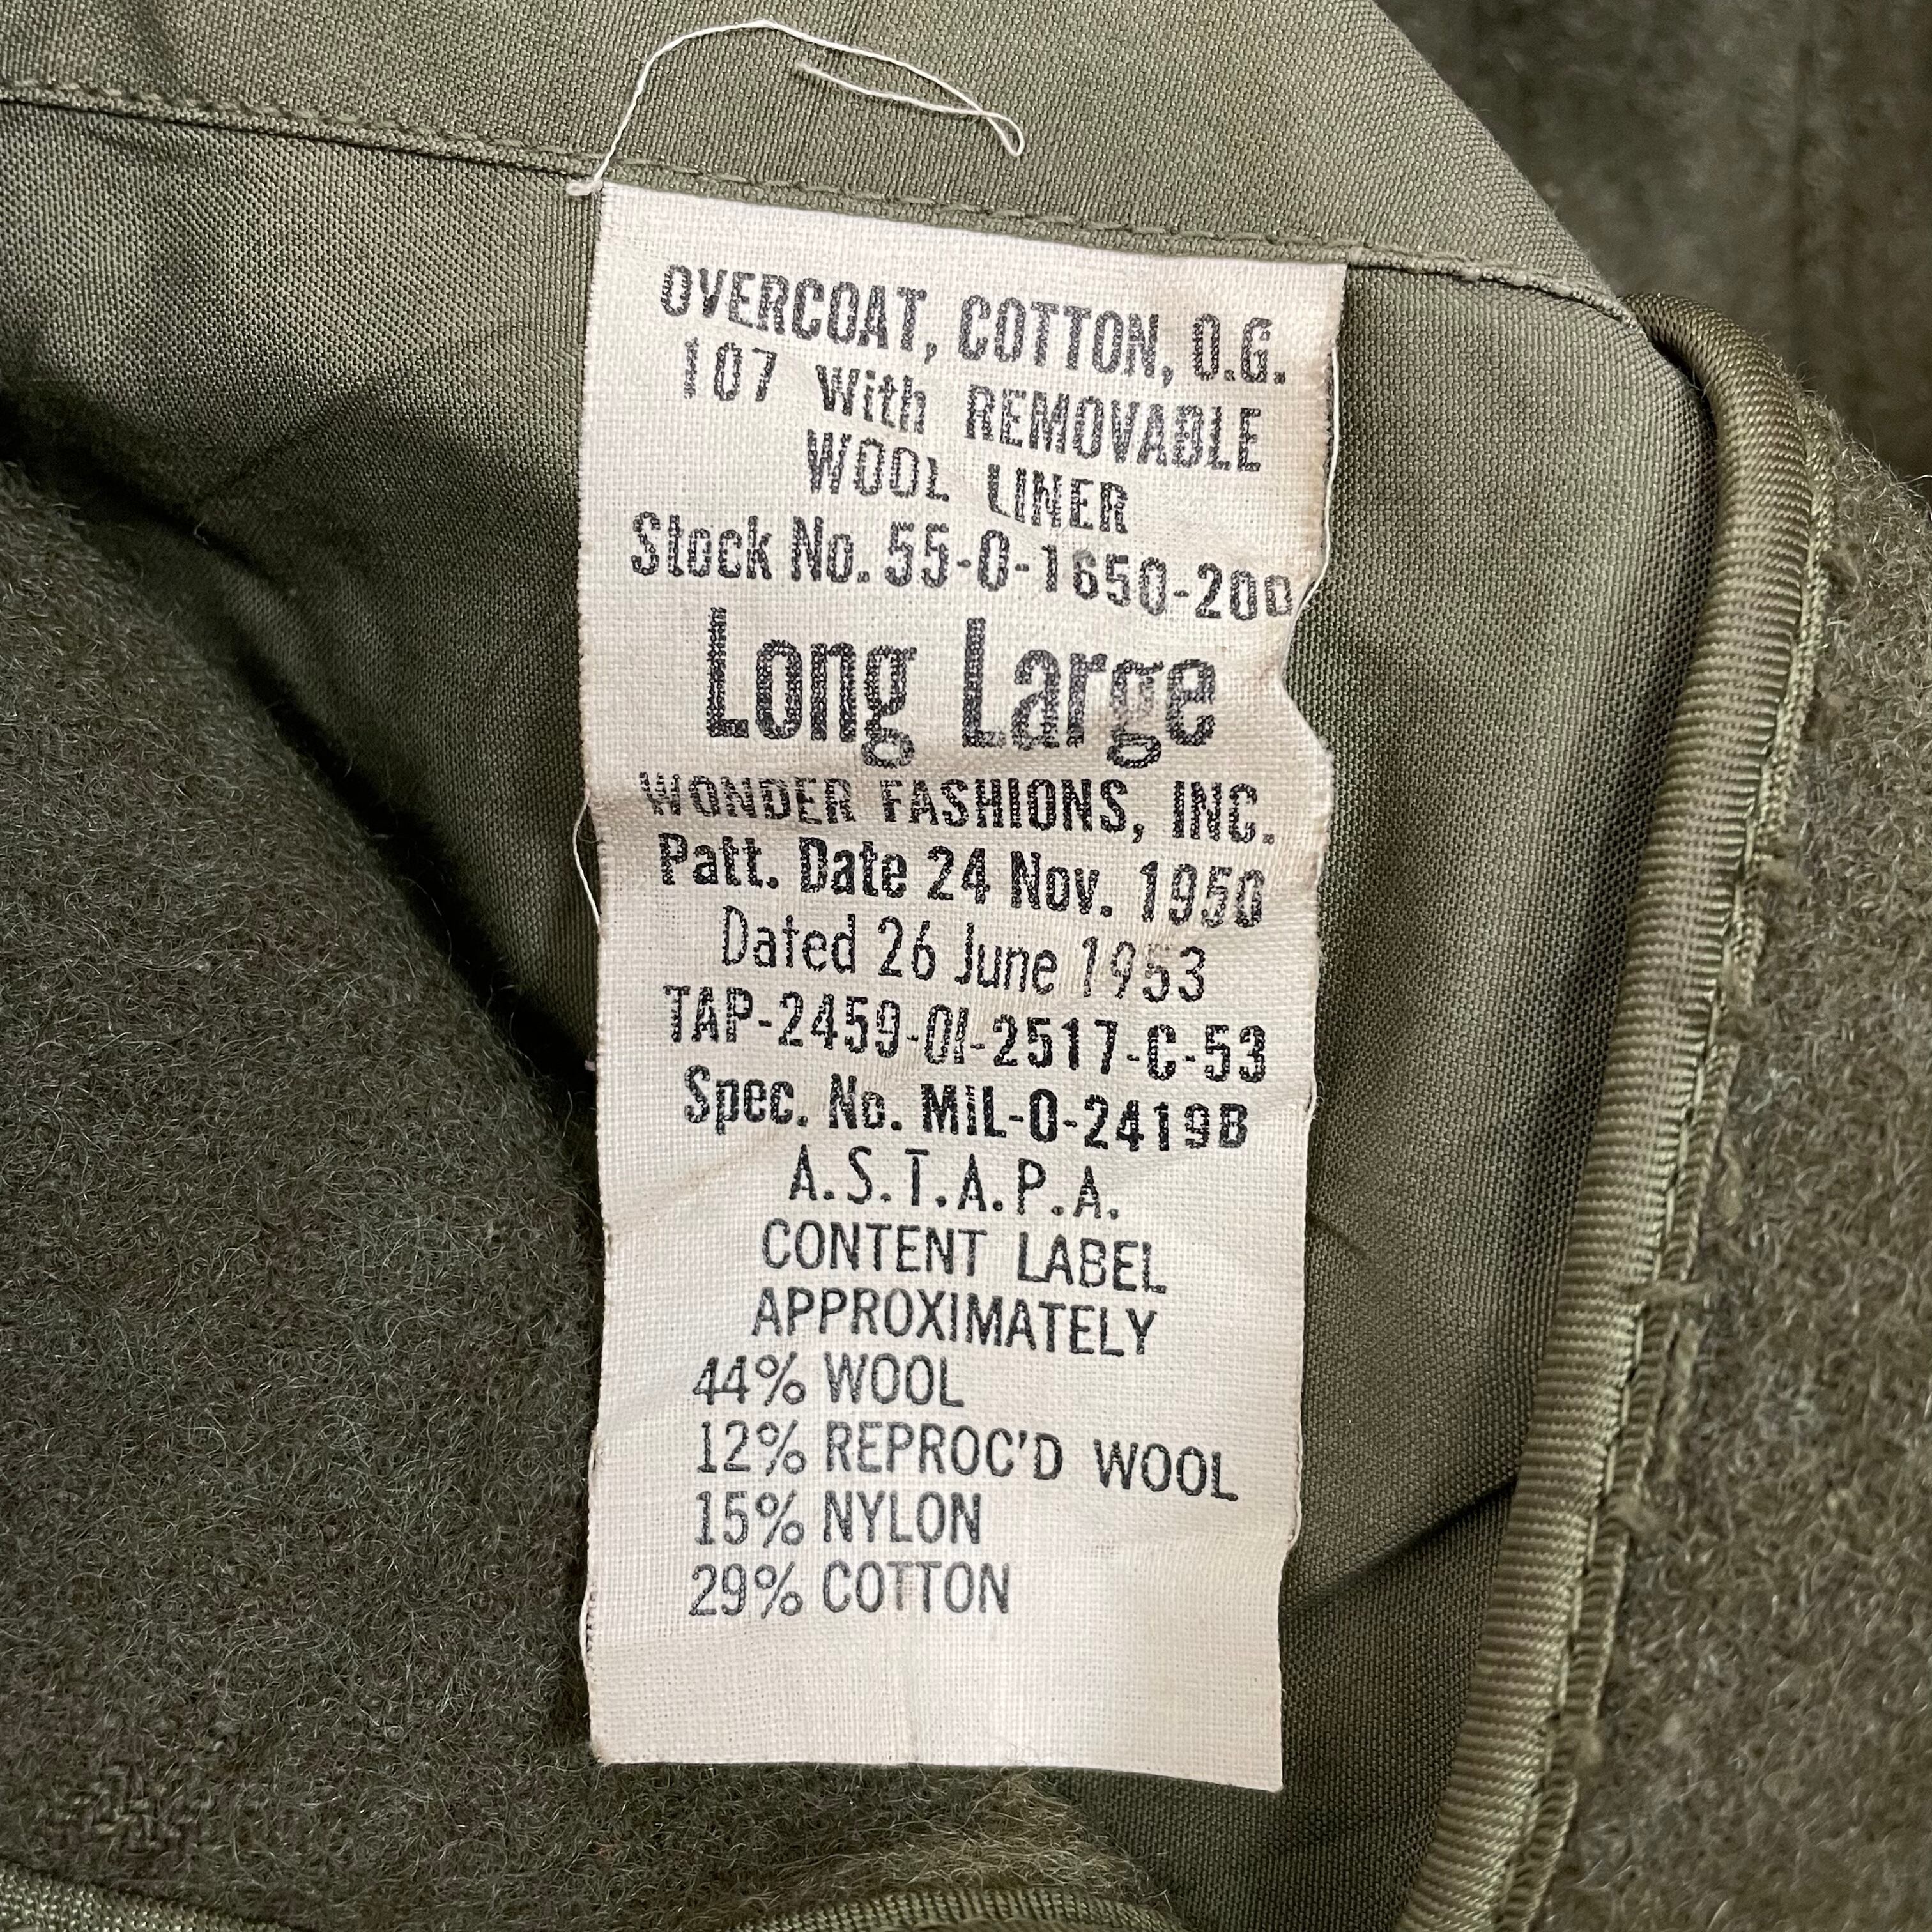 OVERCOAT, COTTON, O.G.
107 With REMOVABLE
WOOL LINER
Stock No. 55-O-1650-200
Long Large
WONDER FASHIONS, INC.
Patt. Date 24 Nov. 1950
Dated 26 June 1953
TAP-2459-OI-2517-C-53
Spec. No. MIL-O-2419B
A.S.T.A.P.A.
CONTENT LABEL
APPROXIMATELY
44% WOOL
12% REPROC'D WOOL
15% NYLON
29% COTTON